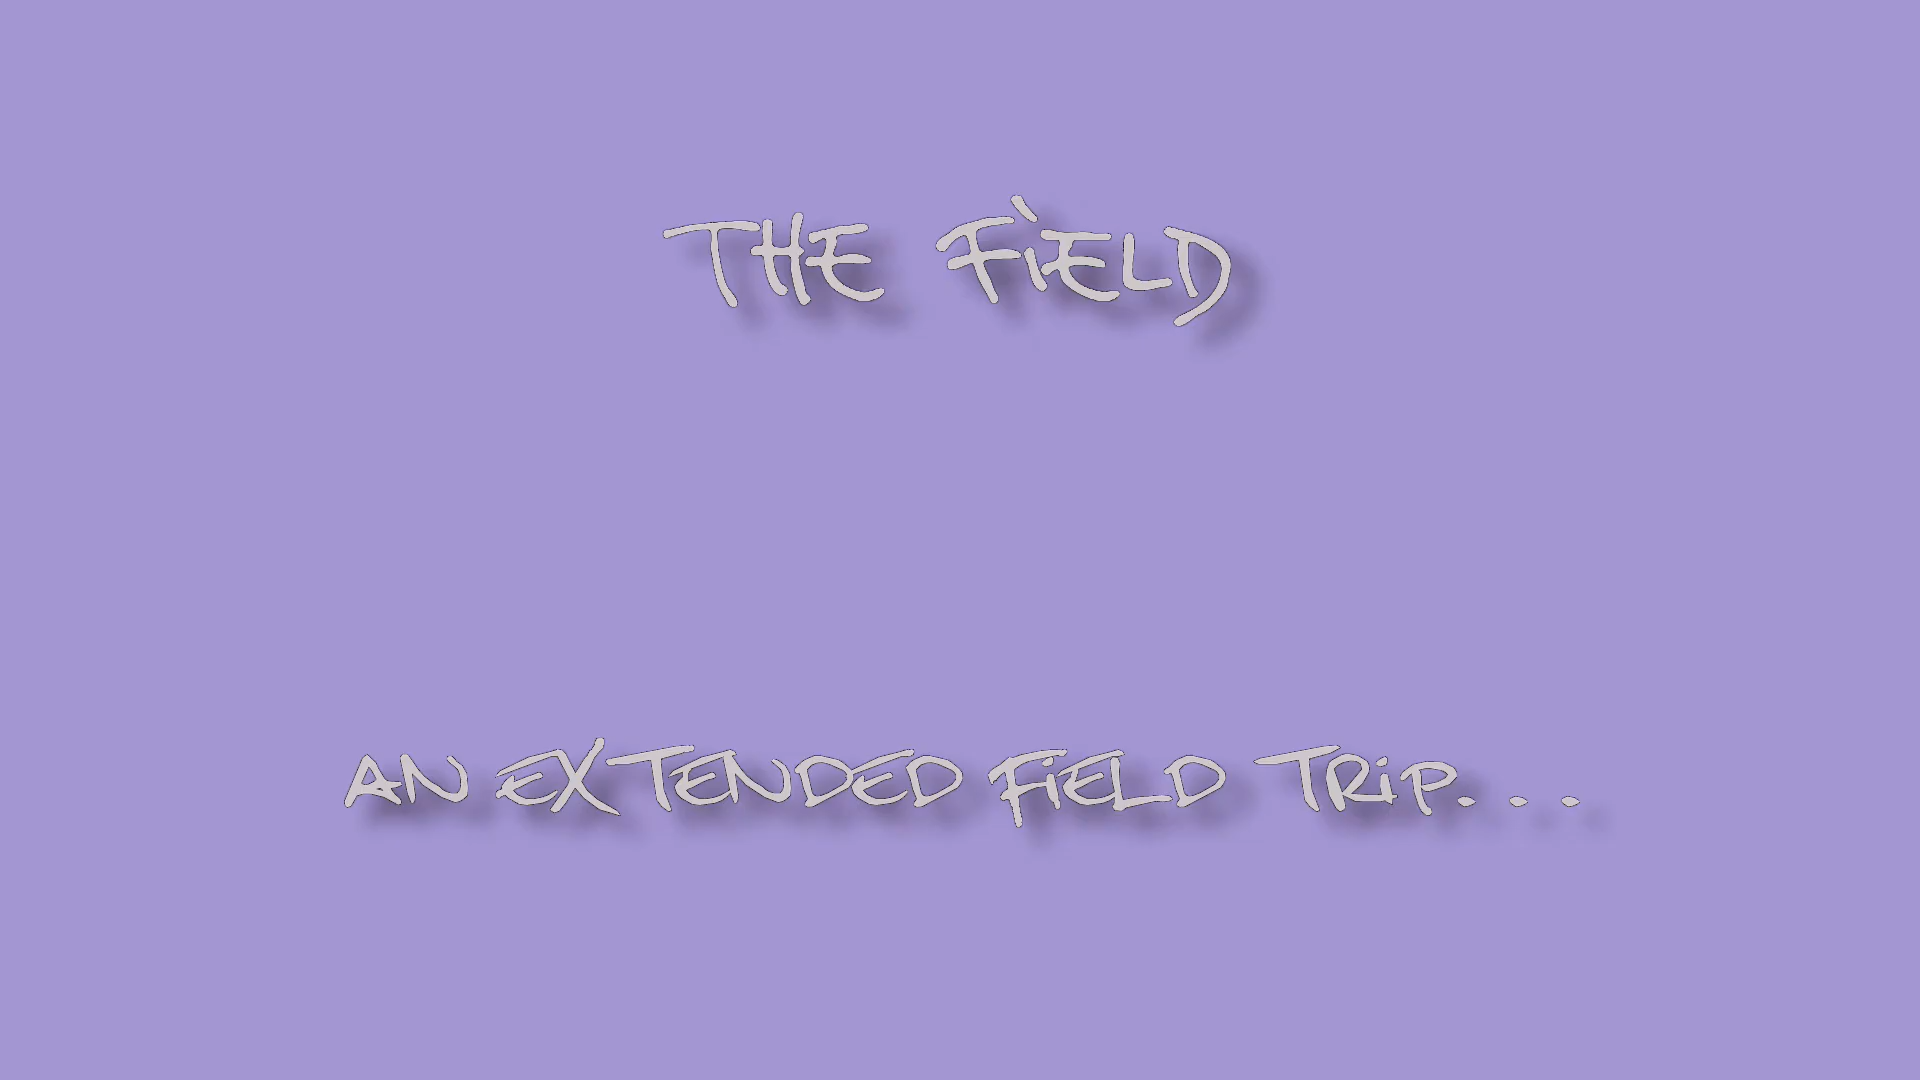 THE FiELD
AN EXTENDED FiELD TRiP. . .